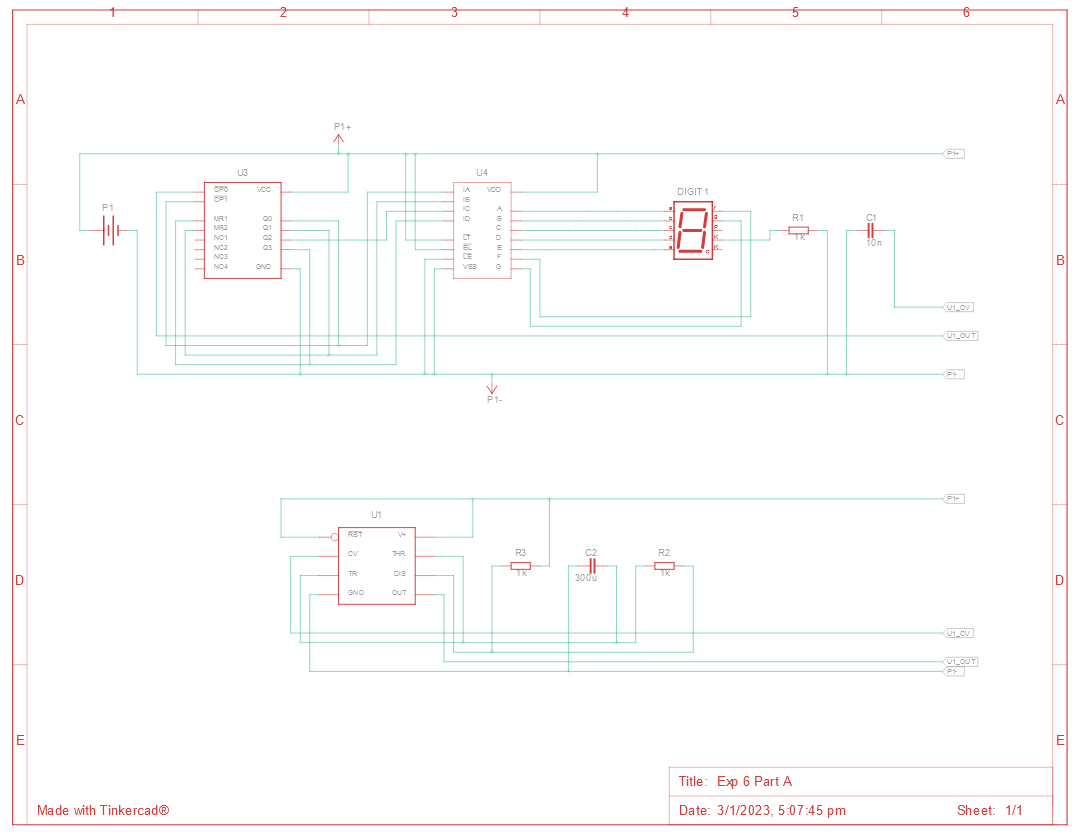 1 2 3 4 5 6
A A
P1+
P1+
U3 U4
CP0 VCC IA VDD
CP1 IB
DIGIT 1
P1
IC A
MR1 Q0 ID B
R1 C1
MR2 Q1 C
NC1 Q2 LT D
1k
10n
NC2 Q3 BL E
B B
NC3 LE F
NC4 GND VSS G
U1_CV
U1_OUT
P1-
P1-
C C
P1+
U1
RST V+
CV THR
R3 C2 R2
TR DIS
1k 300u 1k
D D
GND OUT
U1_CV
U1_OUT
P1-
E E
Title: Exp 6 Part A
Made with Tinkercad®
Date: 3/1/2023, 5:07:45 pm Sheet: 1/1